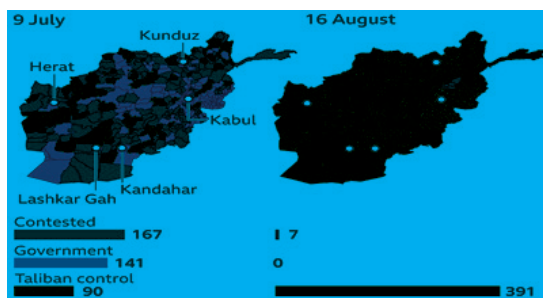 9 July
16 August
Kunduz
Herat
Kabul
Lashkar Gah
Kandahar
Contested
167
7
Government
141
0
Taliban control
90
391